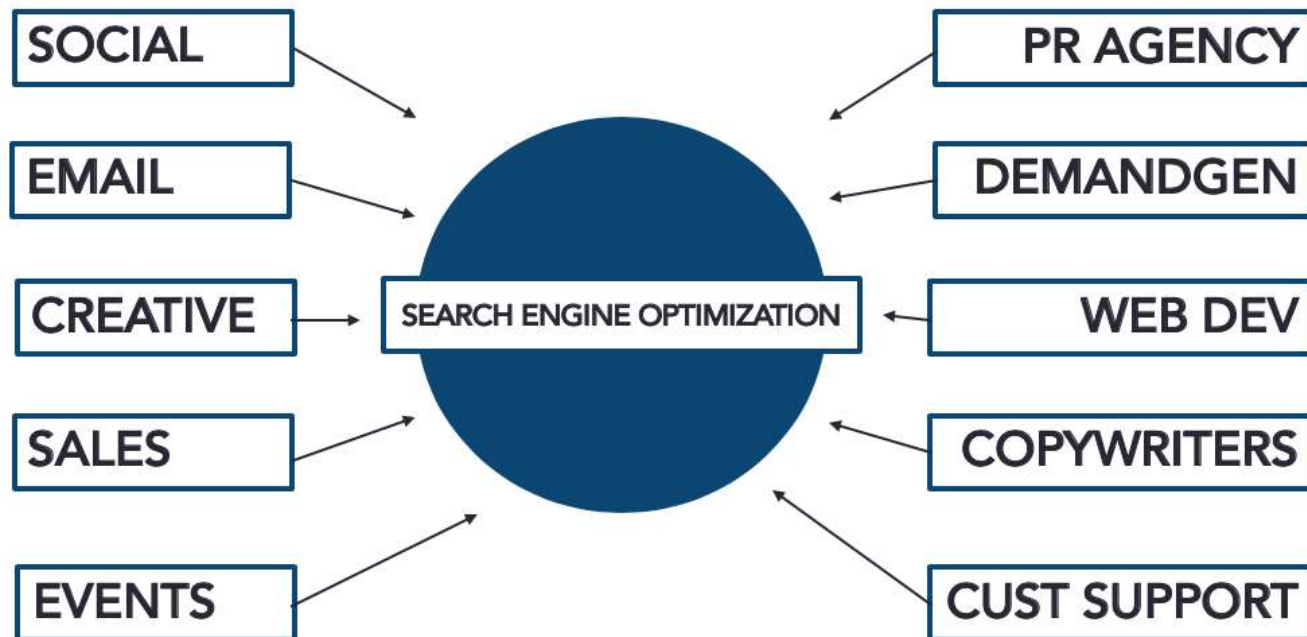 SOCIAL
EMAIL
CREATIVE
SALES
EVENTS
SEARCH ENGINE OPTIMIZATION
PR AGENCY
DEMANDGEN
WEB DEV
COPYWRITERS
CUST SUPPORT